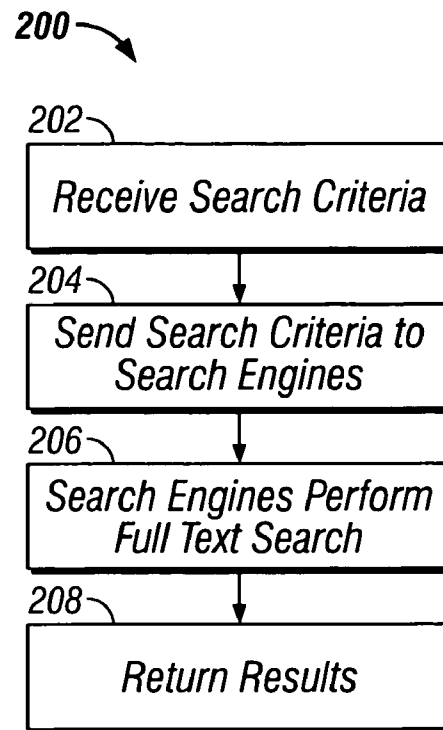 200
202
Receive Search Criteria
204
Send Search Criteria to
Search Engines
206
Search Engines Perform
Full Text Search
208
Return Results